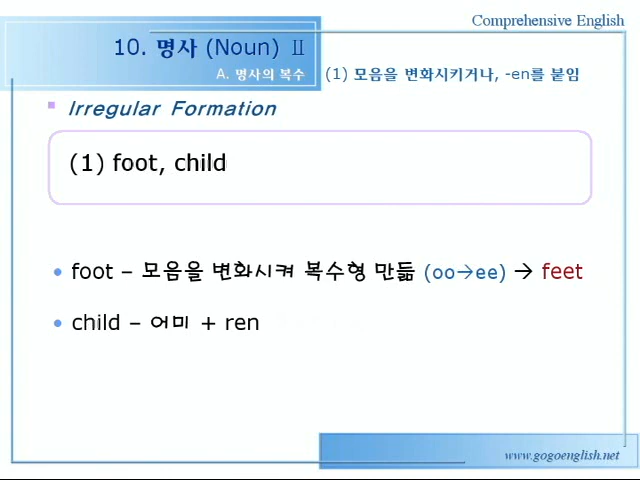 Comprehensive English
10. 명사 (Noun) Ⅱ
A. 명사의 복수
(1) 모음을 변화시키거나, -en를 붙임
Irregular Formation
(1) foot, child
foot – 모음을 변화시켜 복수형 만듦 (oo→ee) → feet
child – 어미 + ren
www.gogoenglish.net